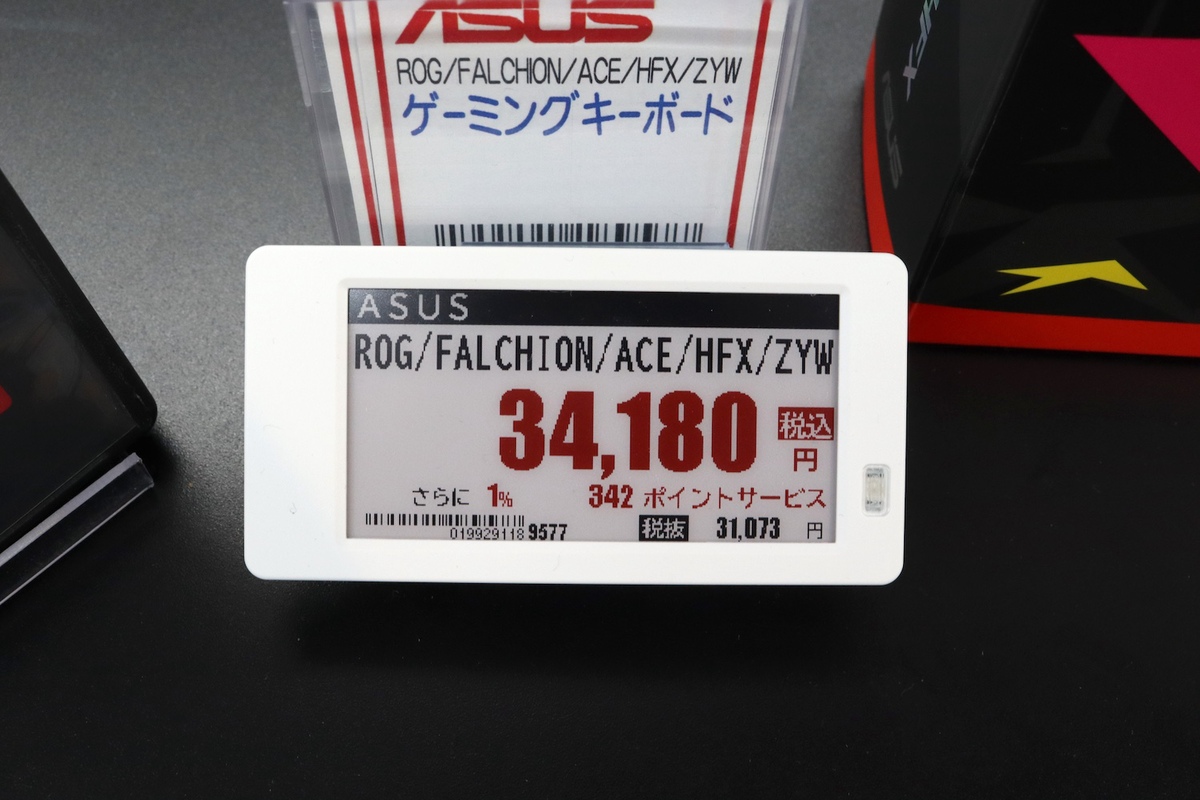 ASUS
ROG/FALCHION/ACE/HFX/ZYW
ゲーミングキーボード
HFX
ASUS
ASUS
ROG/FALCHION/ACE/HFX/ZYW
34,180 税込
円
さらに 1% 342 ポイントサービス
019929118 9577 税抜 31,073 円